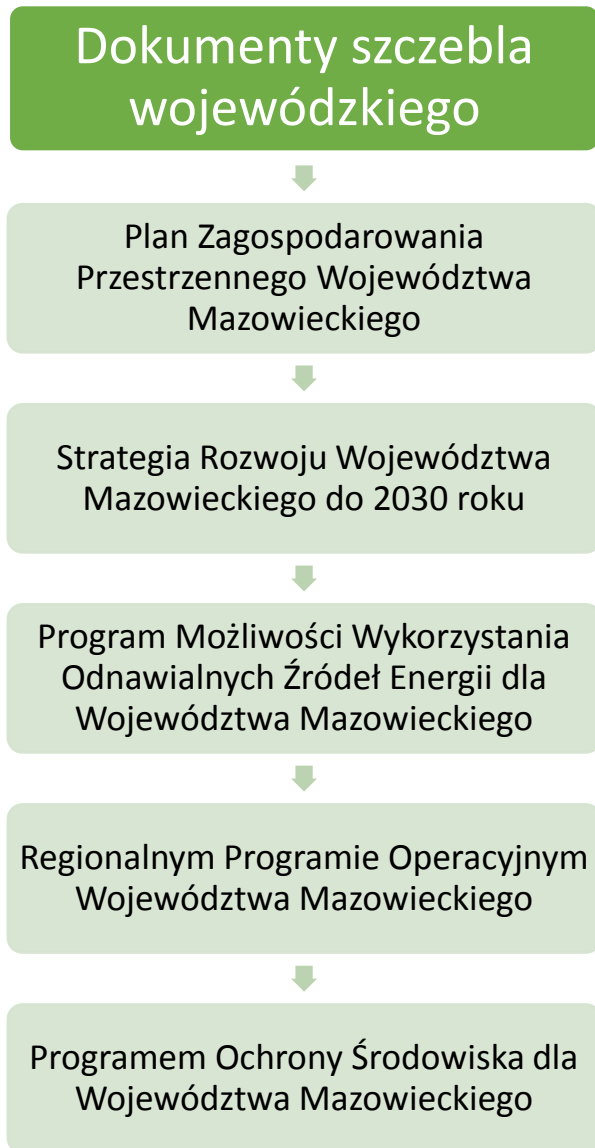 Dokumenty szczebla
wojewódzkiego
Plan Zagospodarowania
Przestrzennego Województwa
Mazowieckiego
Strategia Rozwoju Województwa
Mazowieckiego do 2030 roku
Program Możliwości Wykorzystania
Odnawialnych Źródeł Energii dla
Województwa Mazowieckiego
Regionalnym Programie Operacyjnym
Województwa Mazowieckiego
Programem Ochrony Środowiska dla
Województwa Mazowieckiego